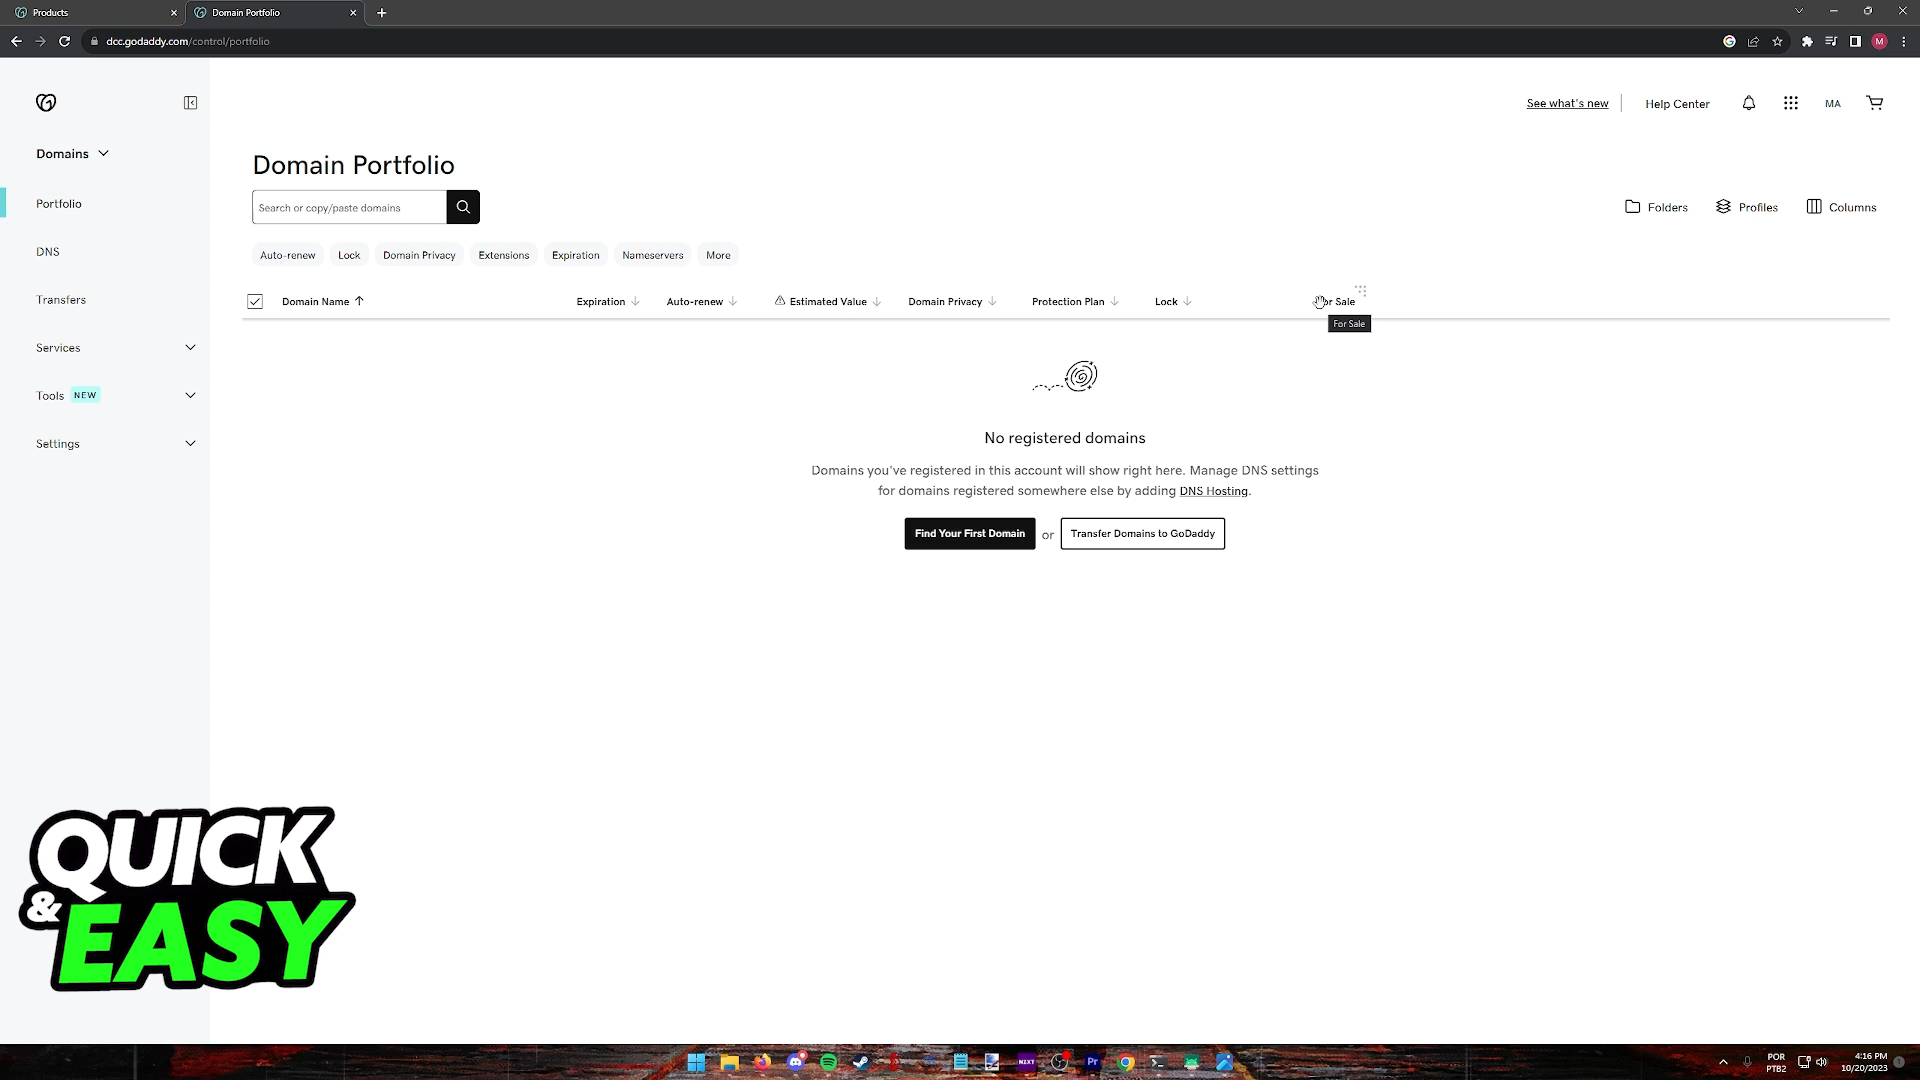 Products
Domain Portfolio
dcc.godaddy.com/control/portfolio
M
See what's new
Help Center
MA
Domains
Portfolio
DNS
Transfers
Services
Tools NEW
Settings
Domain Portfolio
Search or copy/paste domains
Folders
Profiles
Columns
Auto-renew
Lock
Domain Privacy
Extensions
Expiration
Nameservers
More
Domain Name
Expiration
Auto-renew
Estimated Value
Domain Privacy
Protection Plan
Lock
Sale
For Sale
No registered domains
Domains you've registered in this account will show right here. Manage DNS settings
for domains registered somewhere else by adding DNS Hosting.
Find Your First Domain
or
Transfer Domains to GoDaddy
QUICK
& EASY
NZXT
Pr
POR
PTB2
4:16 PM
10/20/2023